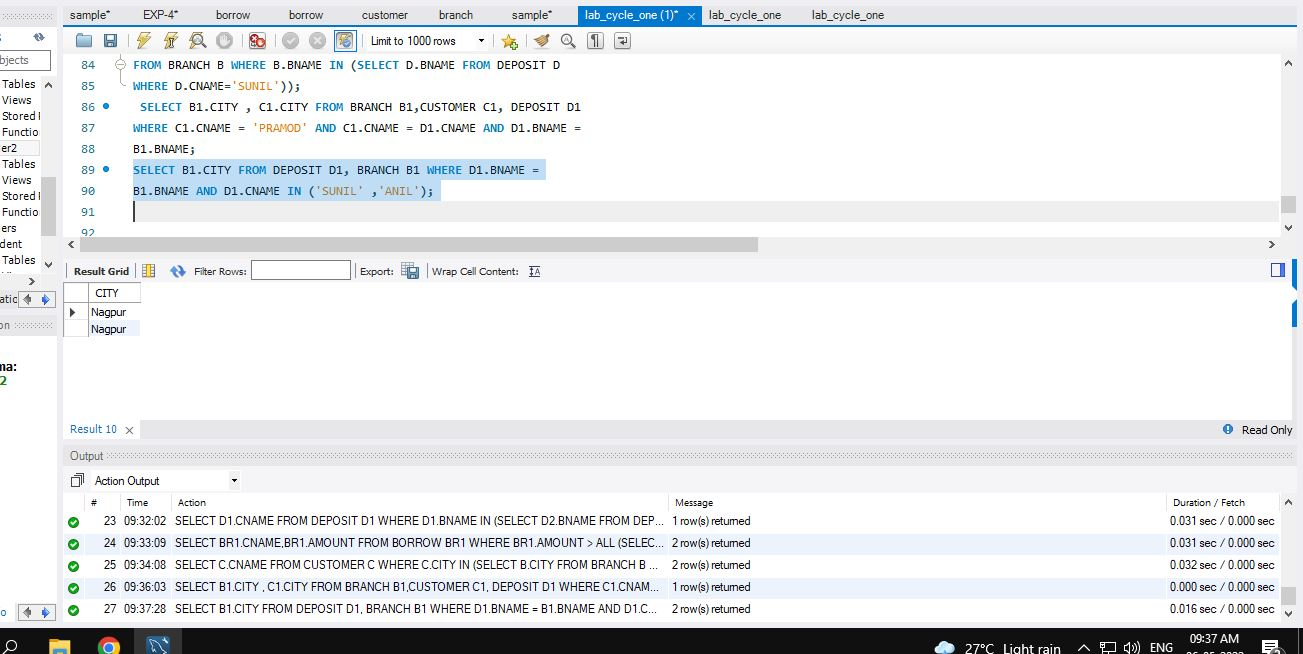 sample* EXP-4* borrow borrow customer branch sample* lab_cycle_one (1)* lab_cycle_one lab_cycle_one
Limit to 1000 rows
bjects
Tables
Views
Stored
Functio
er2
Tables
Views
Stored
Functio
ers
dent
Tables
84 FROM BRANCH B WHERE B.BNAME IN (SELECT D.BNAME FROM DEPOSIT D
85 WHERE D.CNAME='SUNIL'));
86 SELECT B1.CITY , C1.CITY FROM BRANCH B1,CUSTOMER C1, DEPOSIT D1
87 WHERE C1.CNAME = 'PRAMOD' AND C1.CNAME = D1.CNAME AND D1.BNAME =
88 B1.BNAME;
89 SELECT B1.CITY FROM DEPOSIT D1, BRANCH B1 WHERE D1.BNAME =
90 B1.BNAME AND D1.CNAME IN ('SUNIL' ,'ANIL');
91
92
Result Grid Filter Rows: Export: Wrap Cell Content:
CITY
Nagpur
Nagpur
atio
on
ma:
2
Result 10 Read Only
Output
Action Output
# Time Action Message Duration / Fetch
23 09:32:02 SELECT D1.CNAME FROM DEPOSIT D1 WHERE D1.BNAME IN (SELECT D2.BNAME FROM DEP... 1 row(s) returned 0.031 sec / 0.000 sec
24 09:33:09 SELECT BR1.CNAME,BR1.AMOUNT FROM BORROW BR1 WHERE BR1.AMOUNT > ALL (SELEC... 2 row(s) returned 0.031 sec / 0.000 sec
25 09:34:08 SELECT C.CNAME FROM CUSTOMER C WHERE C.CITY IN (SELECT B.CITY FROM BRANCH B ... 2 row(s) returned 0.032 sec / 0.000 sec
26 09:36:03 SELECT B1.CITY , C1.CITY FROM BRANCH B1,CUSTOMER C1, DEPOSIT D1 WHERE C1.CNAM... 1 row(s) returned 0.000 sec / 0.000 sec
27 09:37:28 SELECT B1.CITY FROM DEPOSIT D1, BRANCH B1 WHERE D1.BNAME = B1.BNAME AND D1.C... 2 row(s) returned 0.016 sec / 0.000 sec
27°C Light rain ENG 09:37 AM